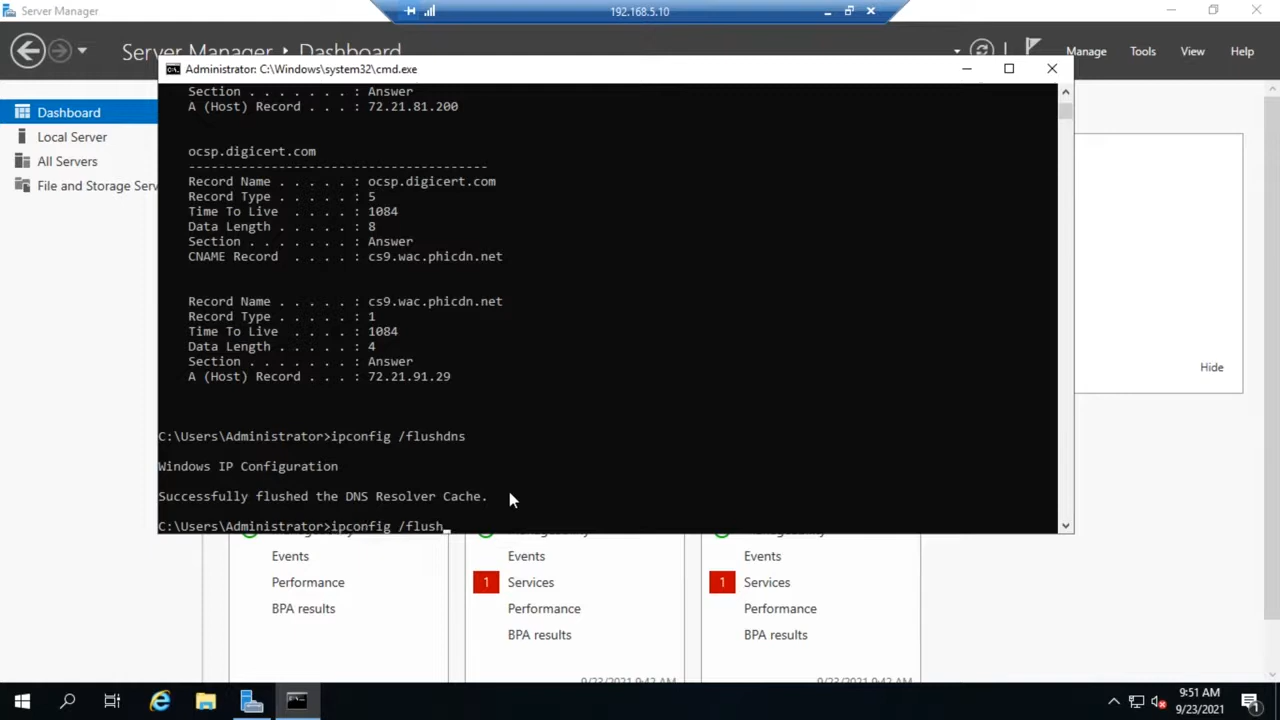 Server Manager
192.168.5.10
Server Manager
Dashboard
Manage
Tools
View
Help
Administrator: C:\Windows\system32\cmd.exe
Dashboard
Local Server
All Servers
File and Storage Serv
Section . . . . . . . : Answer
A (Host) Record . . . : 72.21.81.200
ocsp.digicert.com
----------------------------------------
Record Name . . . . . : ocsp.digicert.com
Record Type . . . . . : 5
Time To Live . . . . : 1084
Data Length . . . . . : 8
Section . . . . . . . : Answer
CNAME Record . . . . : cs9.wac.phicdn.net
Record Name . . . . . : cs9.wac.phicdn.net
Record Type . . . . . : 1
Time To Live . . . . : 1084
Data Length . . . . . : 4
Section . . . . . . . : Answer
A (Host) Record . . . : 72.21.91.29
Hide
C:\Users\Administrator>ipconfig /flushdns
Windows IP Configuration
Successfully flushed the DNS Resolver Cache.
C:\Users\Administrator>ipconfig /flush_
Events
Performance
BPA results
Events
1 Services
Performance
BPA results
Events
1 Services
Performance
BPA results
9:51 AM
9/23/2021
1